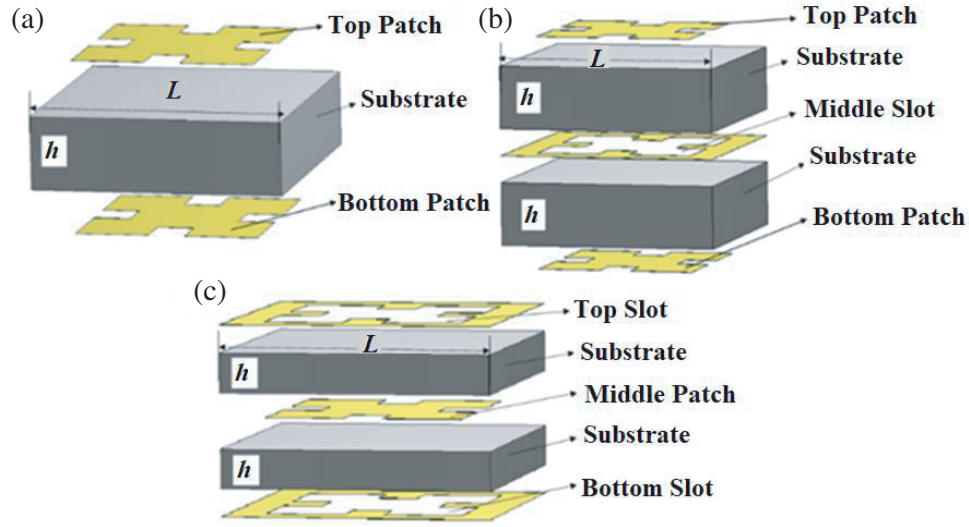 (a)
Top Patch
L
Substrate
h
Bottom Patch
(b)
Top Patch
L
Substrate
h
Middle Slot
Substrate
h
Bottom Patch
(c)
Top Slot
L
Substrate
h
Middle Patch
Substrate
h
Bottom Slot